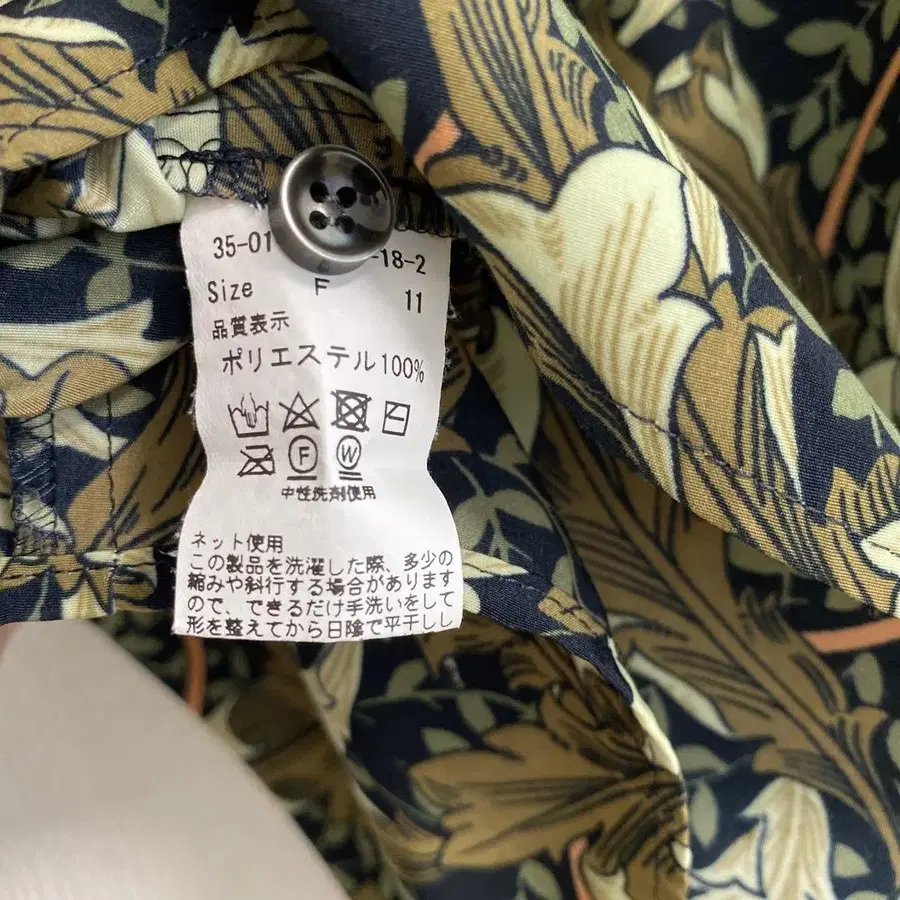 35-01 -18-2
Size F 11
品質表示
ポリエステル100%
F W
中性洗剤使用
ネット使用
この製品を洗濯した際、多少の
縮みや斜行する場合があります
ので、できるだけ手洗いをして
形を整えてから日陰で平干しし